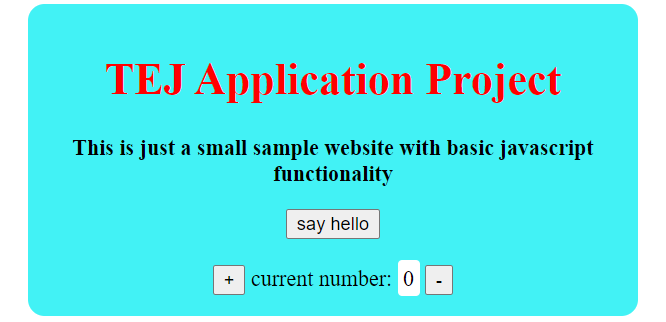 TEJ Application Project
This is just a small sample website with basic javascript
functionality
say hello
+ current number: 0 -